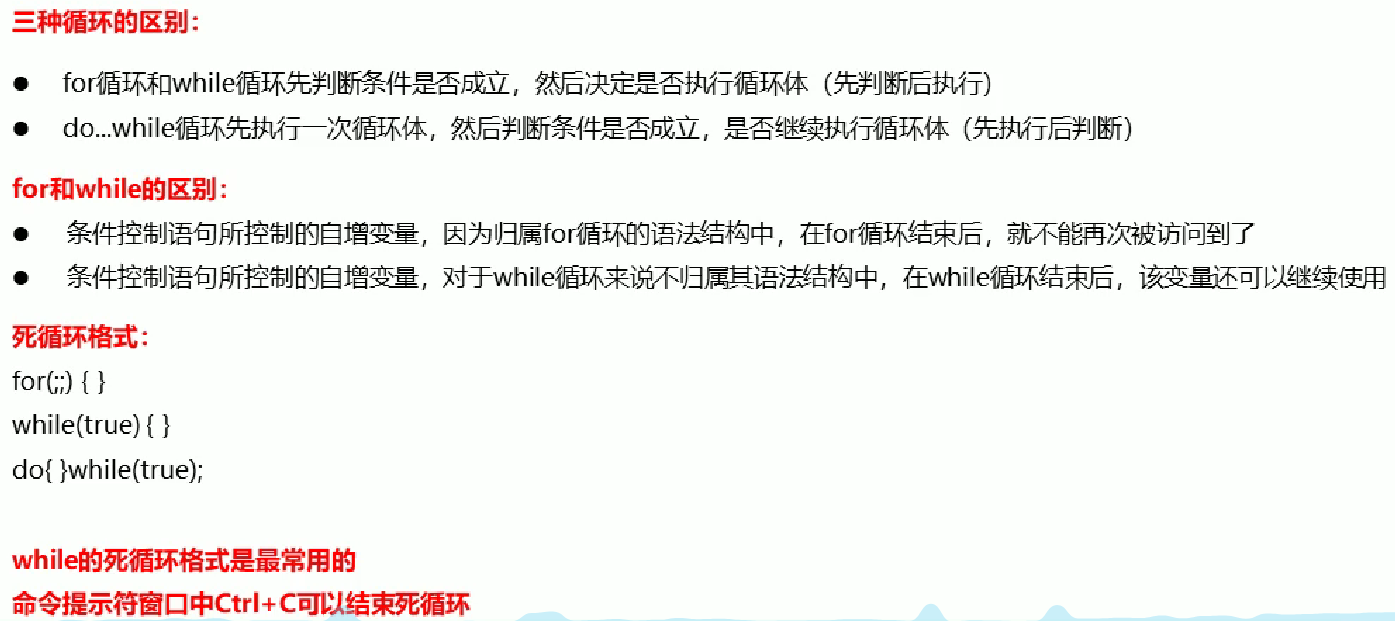 三种循环的区别：
● for循环和while循环先判断条件是否成立，然后决定是否执行循环体（先判断后执行）
● do...while循环先执行一次循环体，然后判断条件是否成立，是否继续执行循环体（先执行后判断）
for和while的区别：
● 条件控制语句所控制的自增变量，因为归属for循环的语法结构中，在for循环结束后，就不能再次被访问到了
● 条件控制语句所控制的自增变量，对于while循环来说不归属其语法结构中，在while循环结束后，该变量还可以继续使用
死循环格式：
for(;;) { }
while(true) { }
do{ }while(true);
while的死循环格式是最常用的
命令提示符窗口中Ctrl+C可以结束死循环